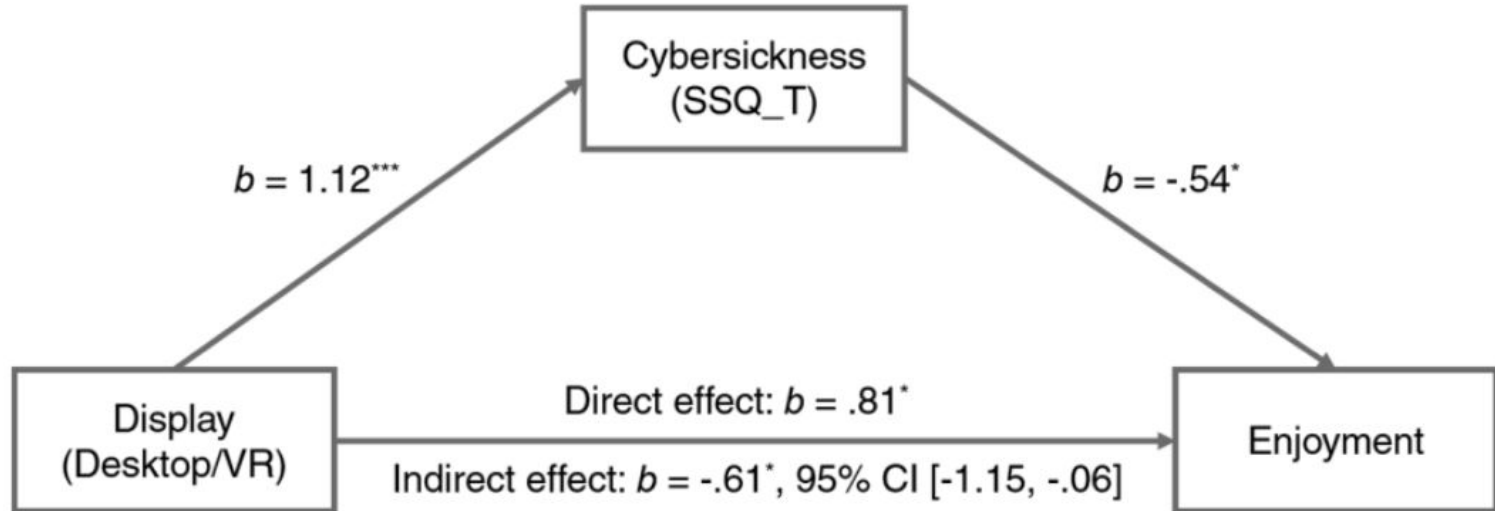 Cybersickness
(SSQ_T)
b = 1.12***
b = -.54*
Display
(Desktop/VR)
Direct effect: b = .81*
Indirect effect: b = -.61*, 95% CI [-1.15, -.06]
Enjoyment